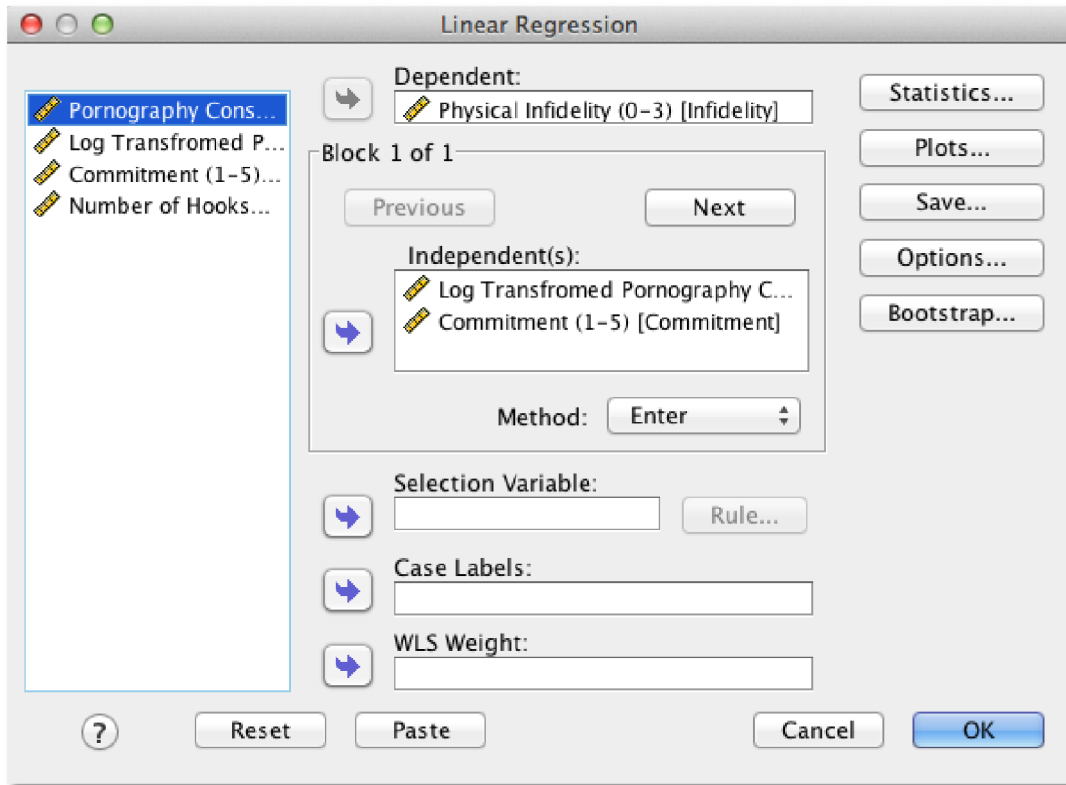 Linear Regression
Pornography Cons...
Log Transfromed P...
Commitment (1-5)...
Number of Hooks...
Dependent:
Physical Infidelity (0-3) [Infidelity]
Block 1 of 1
Previous
Next
Independent(s):
Log Transfromed Pornography C...
Commitment (1-5) [Commitment]
Method:
Enter
Selection Variable:
Rule...
Case Labels:
WLS Weight:
Statistics...
Plots...
Save...
Options...
Bootstrap...
?
Reset
Paste
Cancel
OK